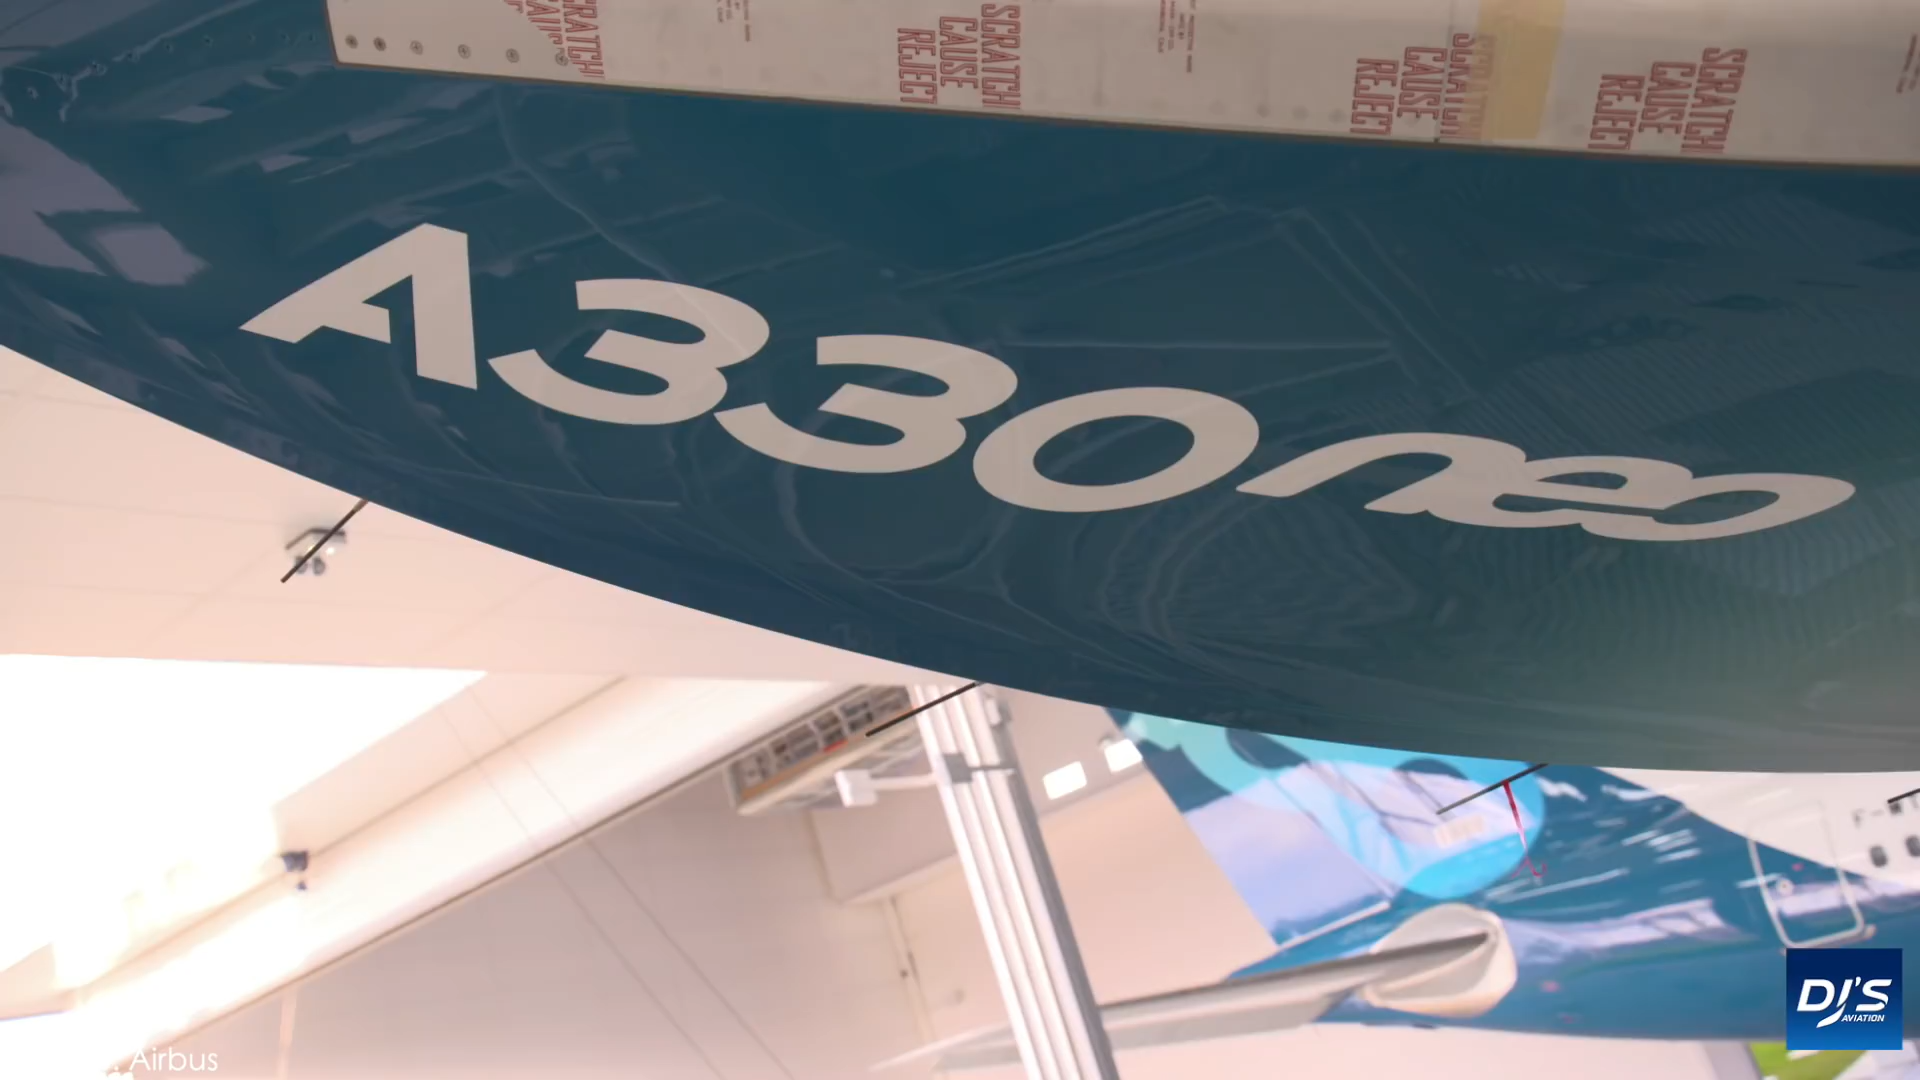 SCRATCH
CAUSE
REJECT
SCRATCH
CAUSE
REJECT
SCRATCH
CAUSE
REJECT
A330neo
DJ'S
AVIATION
Airbus